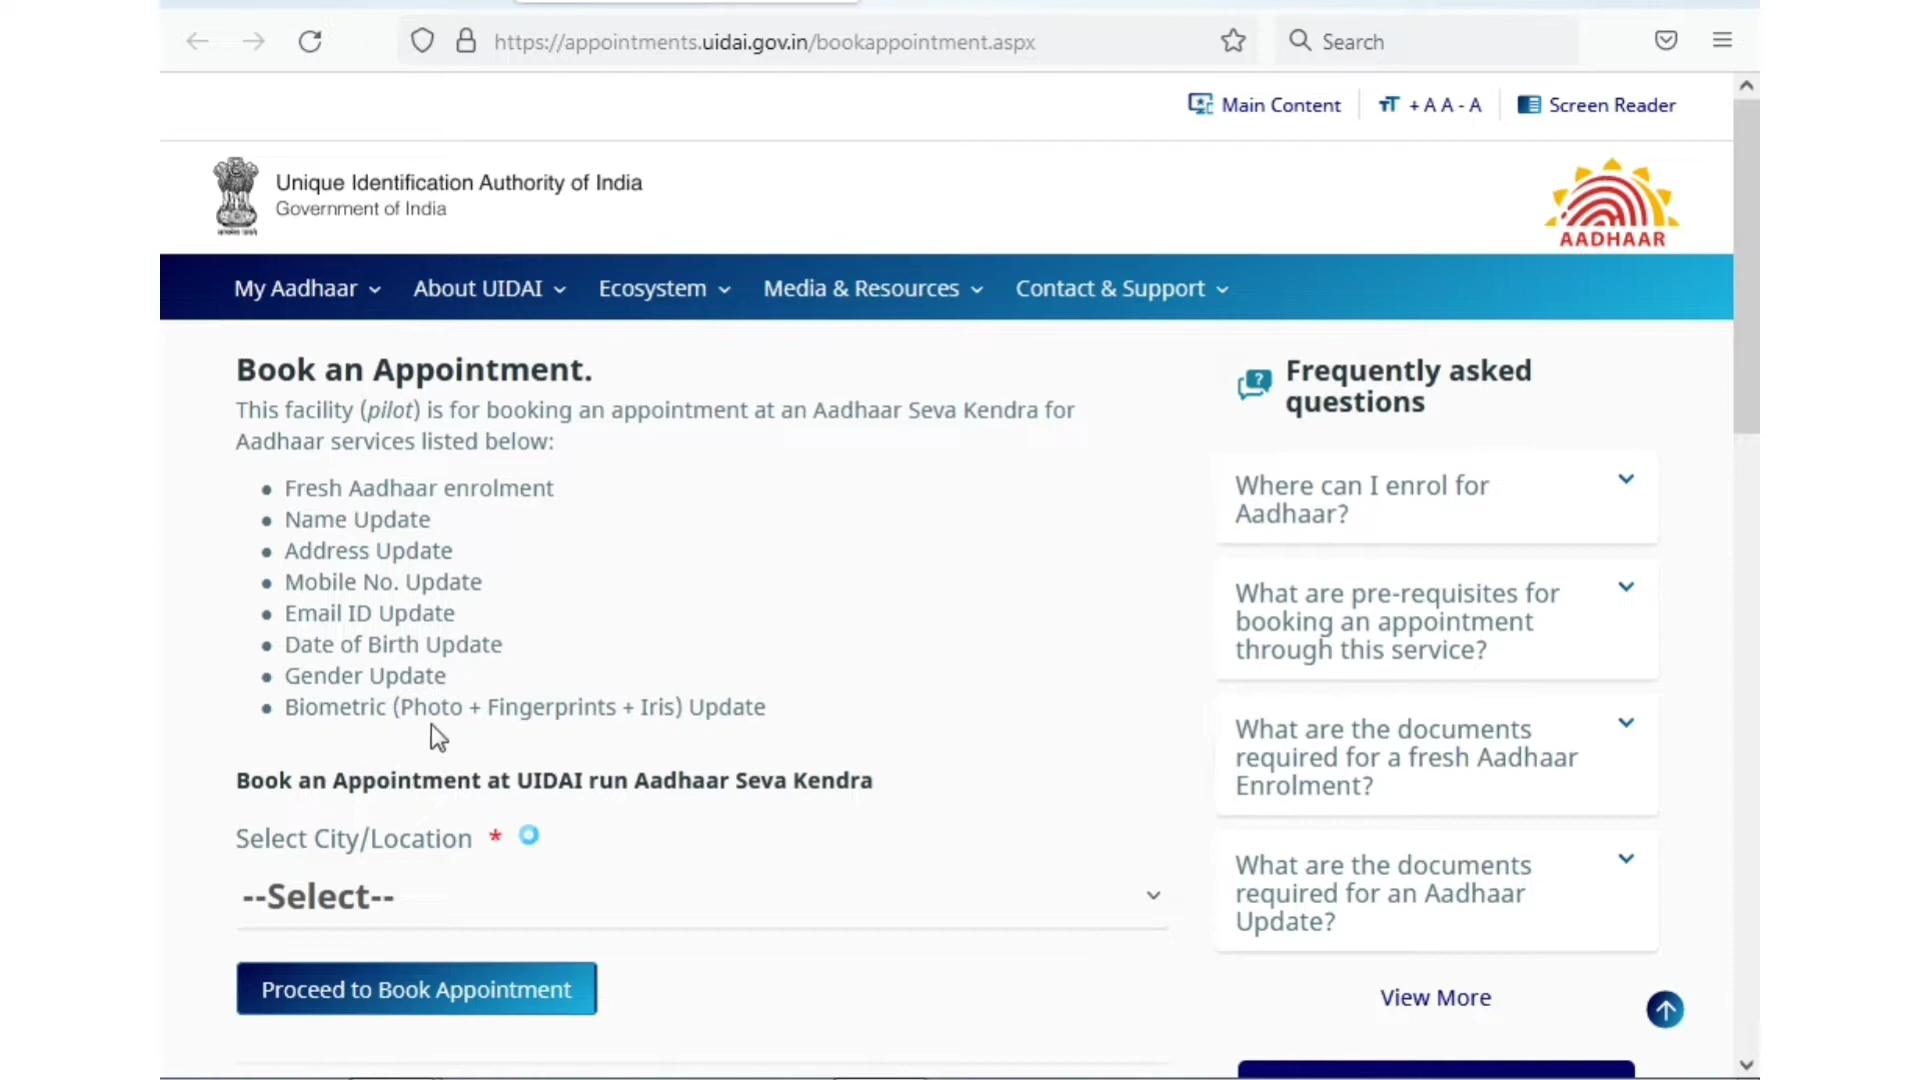 https://appointments.uidai.gov.in/bookappointment.aspx
Search
Main Content
+ A A - A
Screen Reader
Unique Identification Authority of India
Government of India
AADHAAR
My Aadhaar
About UIDAI
Ecosystem
Media & Resources
Contact & Support
Book an Appointment.
This facility (pilot) is for booking an appointment at an Aadhaar Seva Kendra for
Aadhaar services listed below:
Fresh Aadhaar enrolment
Name Update
Address Update
Mobile No. Update
Email ID Update
Date of Birth Update
Gender Update
Biometric (Photo + Fingerprints + Iris) Update
Book an Appointment at UIDAI run Aadhaar Seva Kendra
Select City/Location *
--Select--
Proceed to Book Appointment
Frequently asked
questions
Where can I enrol for
Aadhaar?
What are pre-requisites for
booking an appointment
through this service?
What are the documents
required for a fresh Aadhaar
Enrolment?
What are the documents
required for an Aadhaar
Update?
View More